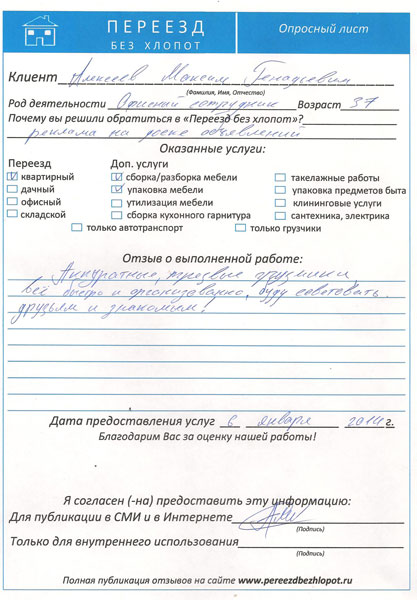 ПЕРЕЕЗД
БЕЗ ХЛОПОТ
Опросный лист
Клиент Алексеев Максим Генадьевич
(Фамилия, Имя, Отчество)
Род деятельности Офисный сотрудник Возраст 37
Почему вы решили обратиться в «Переезд без хлопот»?
реклама на доске объявлений
Оказанные услуги:
Переезд Доп. услуги
квартирный сборка/разборка мебели такелажные работы
дачный упаковка мебели упаковка предметов быта
офисный утилизация мебели клининговые услуги
складской сборка кухонного гарнитура сантехника, электрика
только автотранспорт только грузчики
Отзыв о выполненной работе:
Аккуратные, трезвые грузчики,
всё быстро и организованно, буду советовать
друзьям и знакомым!
Дата предоставления услуг 6 января 2014 г.
Благодарим Вас за оценку нашей работы!
Я согласен (-на) предоставить эту информацию:
Для публикации в СМИ и в Интернете
(Подпись)
Только для внутреннего использования
(Подпись)
Полная публикация отзывов на сайте www.pereezdbezhlopot.ru